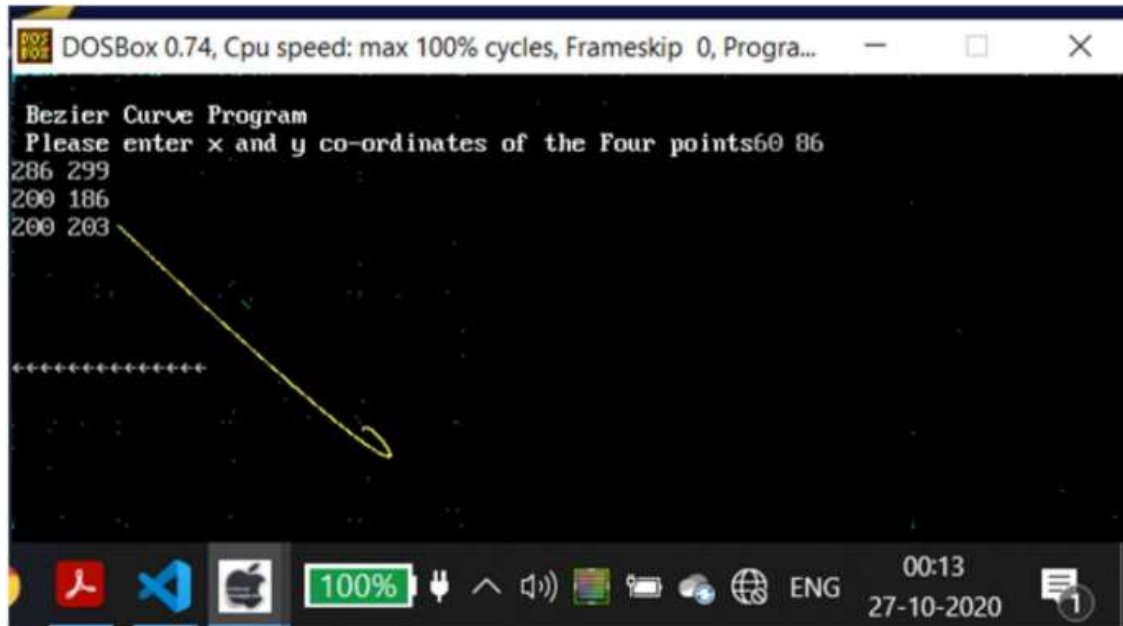 DOSBox 0.74, Cpu speed: max 100% cycles, Frameskip 0, Progra...
Bezier Curve Program
Please enter x and y co-ordinates of the Four points60 86
286 299
200 186
200 203
100%
ENG
00:13
27-10-2020
1